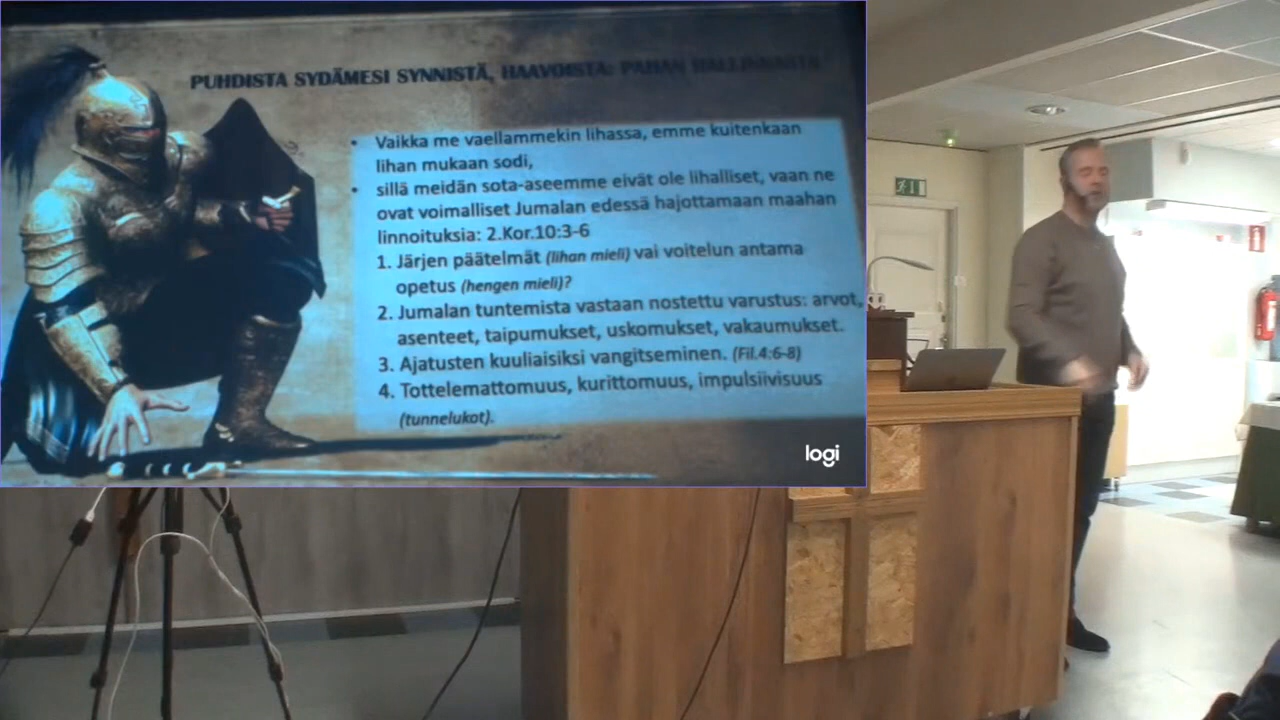 PUHDISTA SYDÄMESI SYNNISTÄ, HAAVOISTA: PAHAN HALLINNASTA
• Vaikka me vaellammekin lihassa, emme kuitenkaan
lihan mukaan sodi,
• sillä meidän sota-aseemme eivät ole lihalliset, vaan ne
ovat voimalliset Jumalan edessä hajottamaan maahan
linnoituksia: 2.Kor.10:3-6
1. Järjen päätelmät (lihan mieli) vai voitelun antama
opetus (hengen mieli)?
2. Jumalan tuntemista vastaan nostettu varustus: arvot,
asenteet, taipumukset, uskomukset, vakaumukset.
3. Ajatusten kuuliaisiksi vangitseminen. (Fil.4:6-8)
4. Tottelemattomuus, kurittomuus, impulsiivisuus
(tunnelukot).
logi